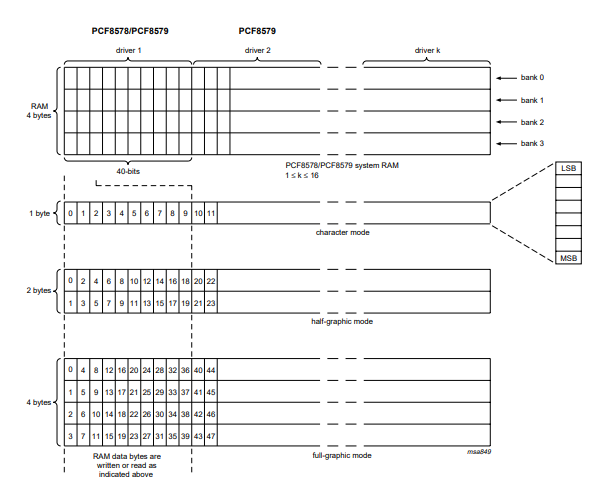 PCF8578/PCF8579 PCF8579
driver 1 driver 2 driver k
RAM
4 bytes
bank 0
bank 1
bank 2
bank 3
40-bits
PCF8578/PCF8579 system RAM
1 ≤ k ≤ 16
LSB
MSB
1 byte
0 1 2 3 4 5 6 7 8 9 10 11
character mode
2 bytes
0 2 4 6 8 10 12 14 16 18 20 22
1 3 5 7 9 11 13 15 17 19 21 23
half-graphic mode
4 bytes
0 4 8 12 16 20 24 28 32 36 40 44
1 5 9 13 17 21 25 29 33 37 41 45
2 6 10 14 18 22 26 30 34 38 42 46
3 7 11 15 19 23 27 31 35 39 43 47
full-graphic mode
msa849
RAM data bytes are
written or read as
indicated above